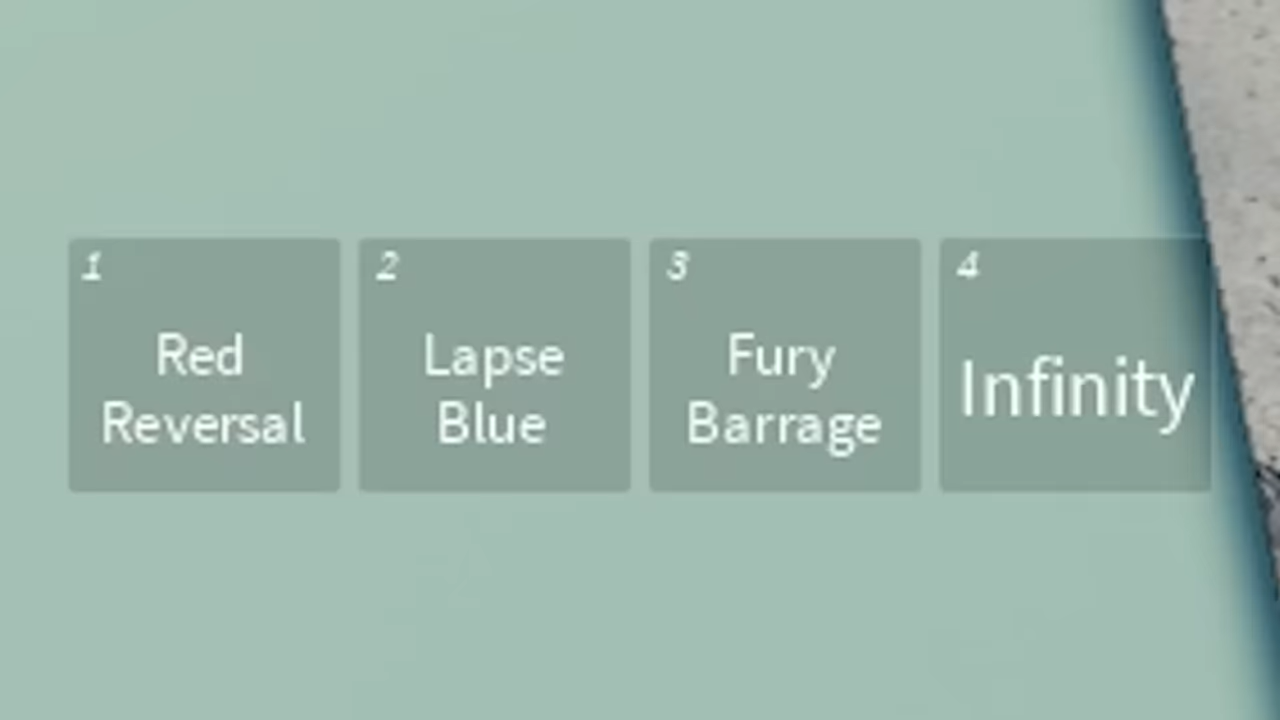 1
Red
Reversal
2
Lapse
Blue
3
Fury
Barrage
4
Infinity